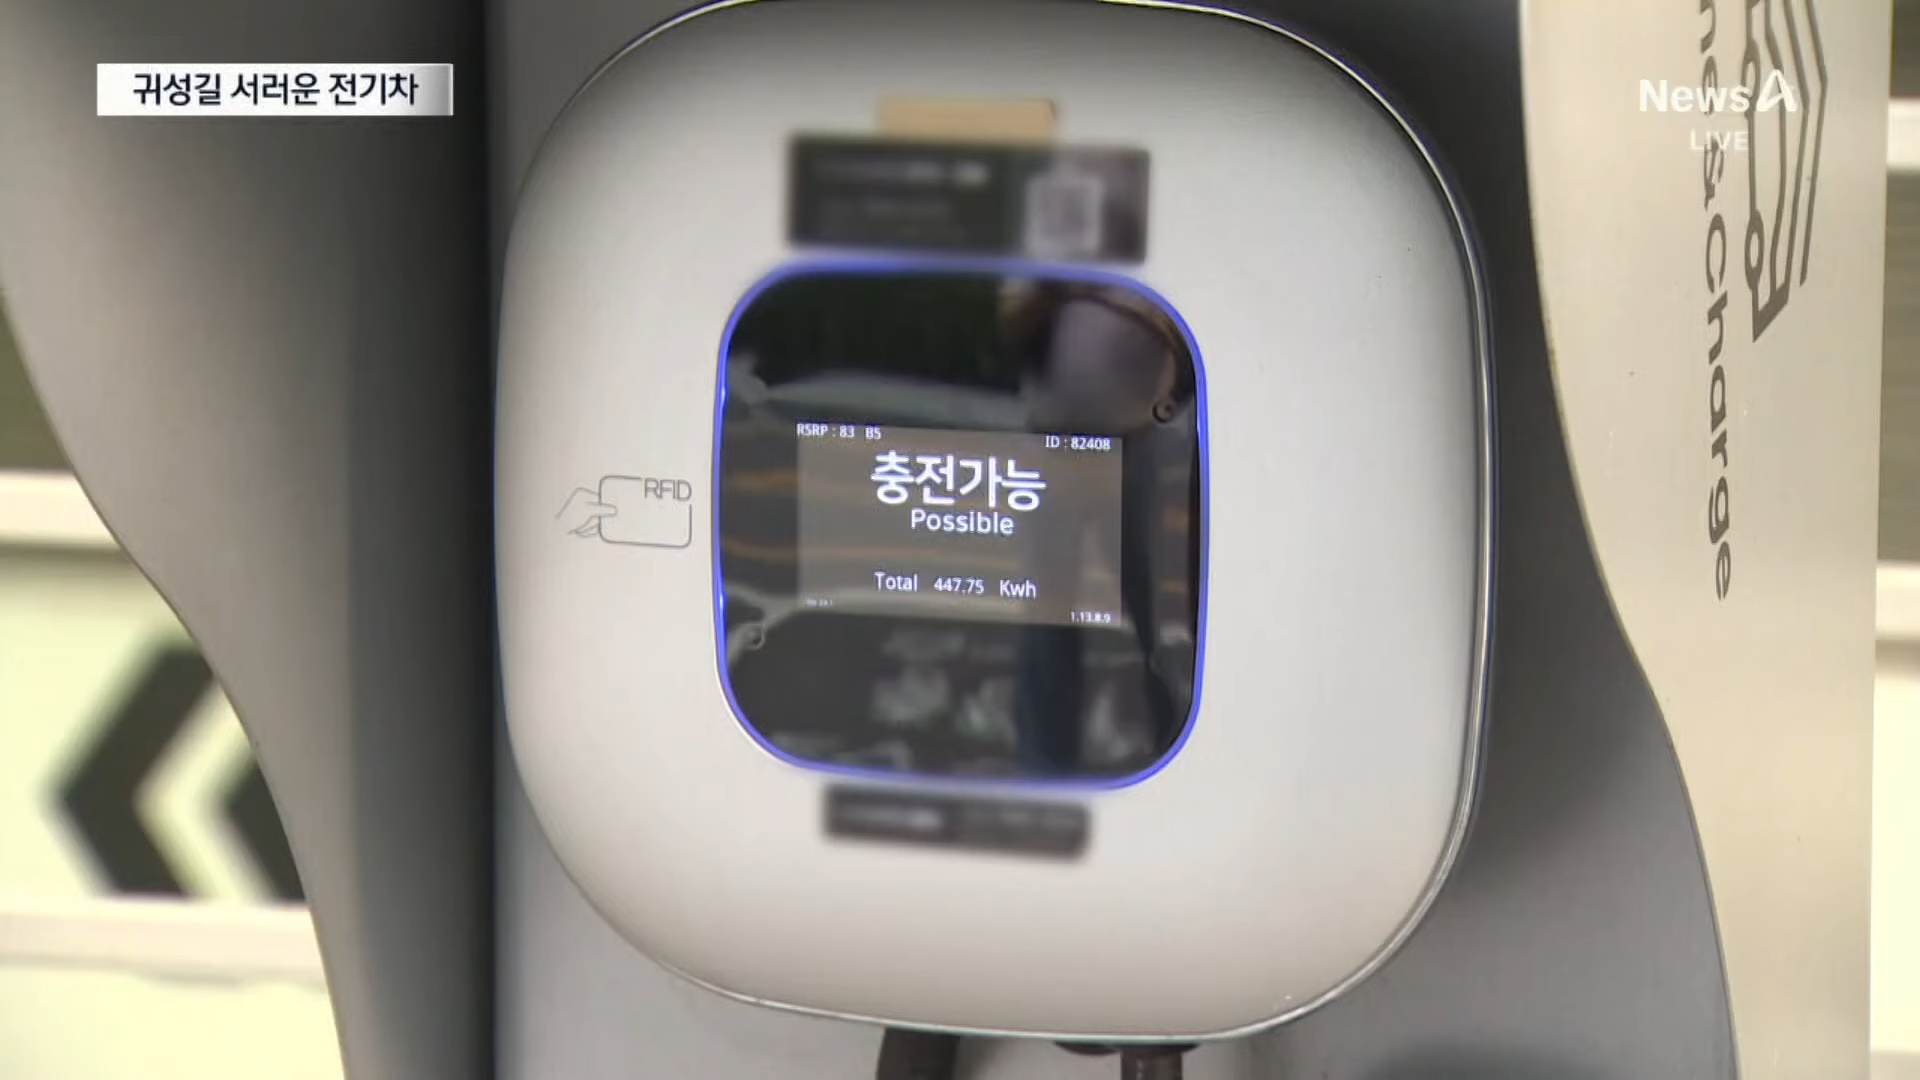 귀성길 서러운 전기차
News A
LIVE
RFID
RSRP : 83 B5
ID : 82408
충전가능
Possible
Total 447.75 Kwh
1.13.8.9
&Charge